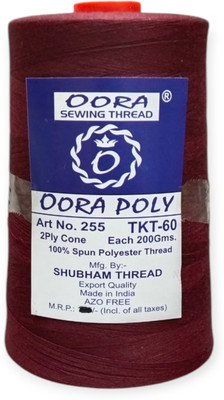 OORA ®
SEWING THREAD
O
OORA POLY
Art No. 255 TKT-60
2Ply Cone Each 200Gms.
100% Spun Polyester Thread
Mfg. By:-
SHUBHAM THREAD
Export Quality
Made in India
AZO FREE
M.R.P.: /- (Incl. of all taxes)